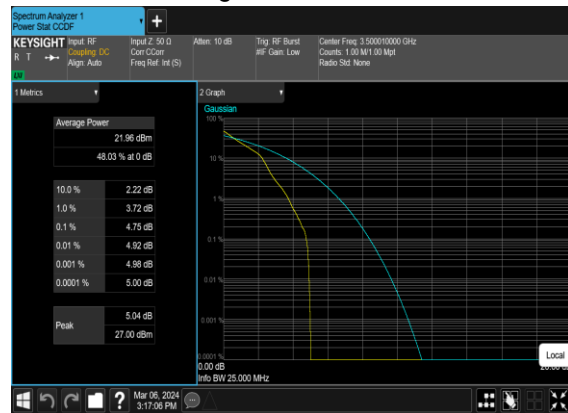 Spectrum Analyzer 1
Power Stat CCDF
+
KEYSIGHT
R T
LW
Input: RF
Coupling: DC
Align: Auto
Input Z: 50 Ω
Corr CCorr
Freq Ref: Int (S)
Atten: 10 dB
Trig: RF Burst
#IF Gain: Low
Center Freq: 3.500010000 GHz
Counts: 1.00 M/1.00 Mpt
Radio Std: None
1 Metrics
Average Power
21.96 dBm
48.03 % at 0 dB
10.0 % 2.22 dB
1.0 % 3.72 dB
0.1 % 4.75 dB
0.01 % 4.92 dB
0.001 % 4.98 dB
0.0001 % 5.00 dB
Peak
5.04 dB
27.00 dBm
2 Graph
Gaussian
100 %
10 %
1 %
0.1 %
0.01 %
0.001 %
0.0001 %
0.00 dB
Info BW 25.000 MHz
Local
?
Mar 06, 2024
3:17:06 PM